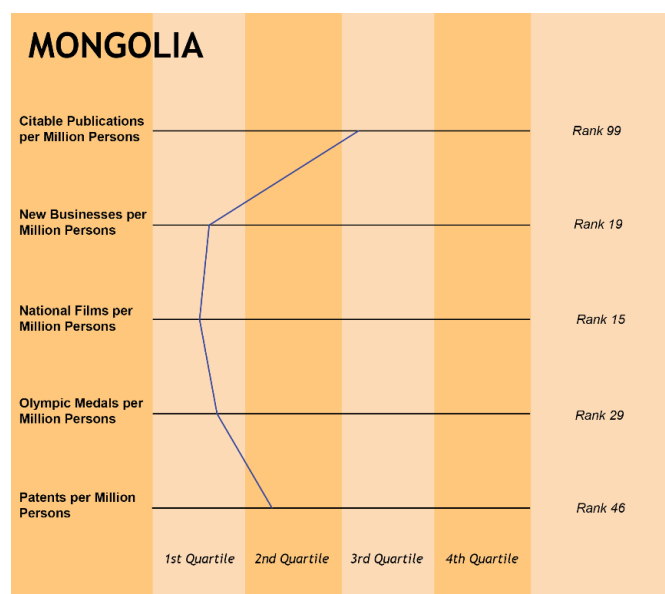 MONGOLIA
Citable Publications
per Million Persons
Rank 99
New Businesses per
Million Persons
Rank 19
National Films per
Million Persons
Rank 15
Olympic Medals per
Million Persons
Rank 29
Patents per Million
Persons
Rank 46
1st Quartile 2nd Quartile 3rd Quartile 4th Quartile